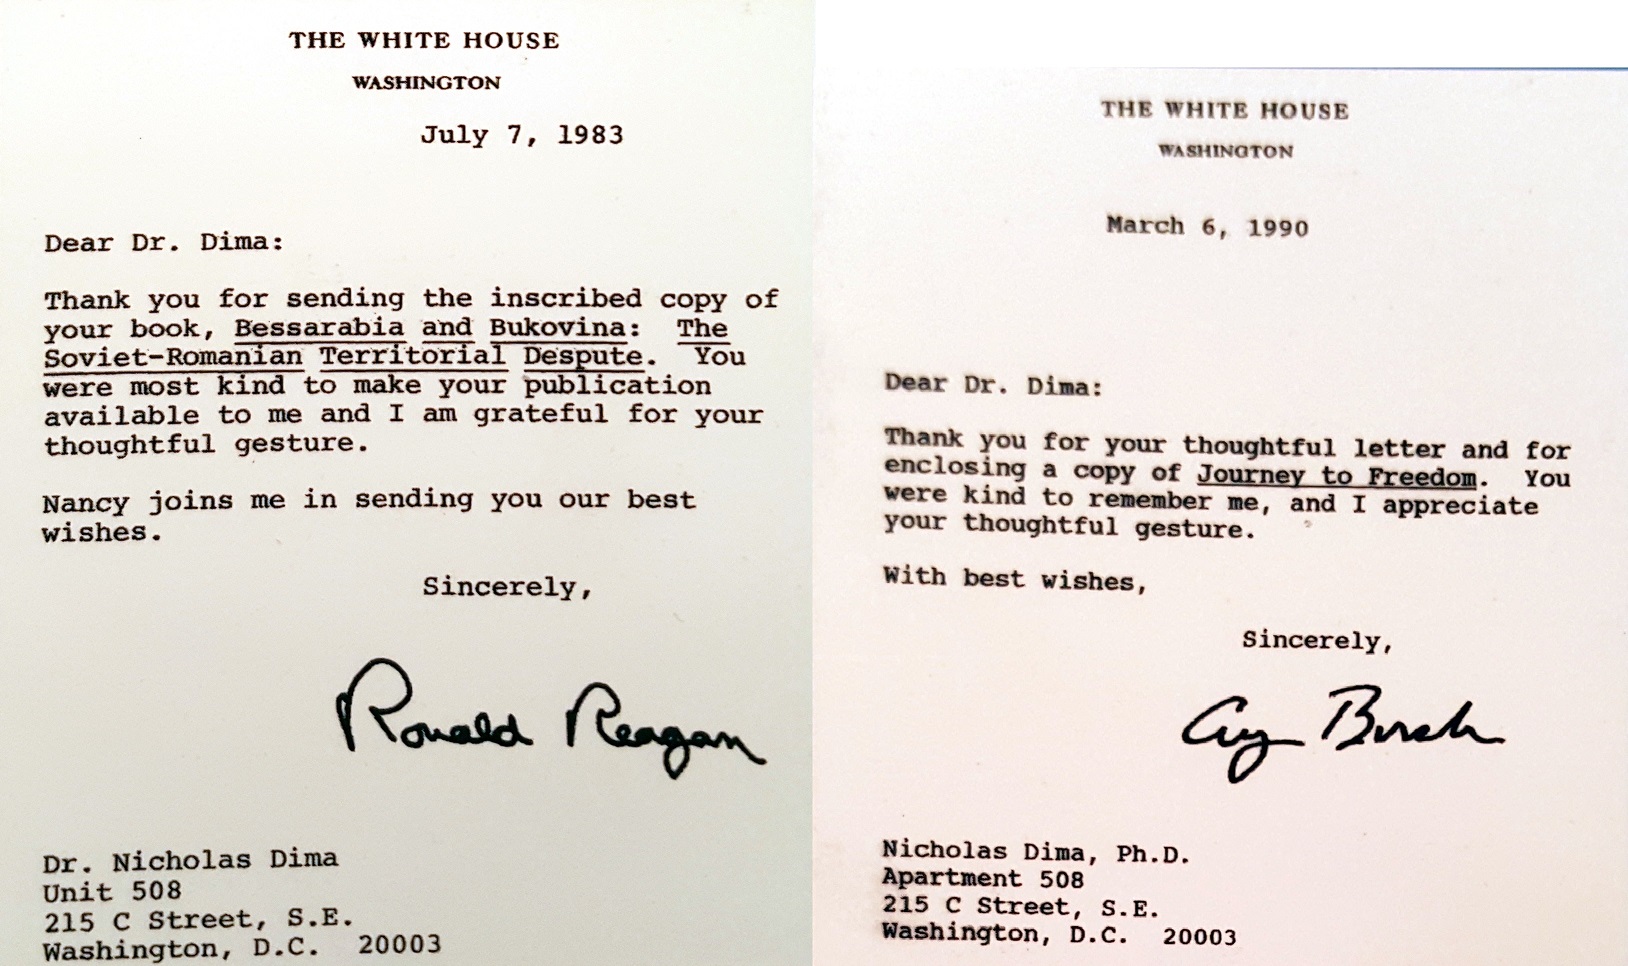 THE WHITE HOUSE
WASHINGTON
July 7, 1983
Dear Dr. Dima:
Thank you for sending the inscribed copy of
your book, Bessarabia and Bukovina: The
Soviet-Romanian Territorial Despute. You
were most kind to make your publication
available to me and I am grateful for your
thoughtful gesture.
Nancy joins me in sending you our best
wishes.
Sincerely,
Ronald Reagan
Dr. Nicholas Dima
Unit 508
215 C Street, S.E.
Washington, D.C. 20003
THE WHITE HOUSE
WASHINGTON
March 6, 1990
Dear Dr. Dima:
Thank you for your thoughtful letter and for
enclosing a copy of Journey to Freedom. You
were kind to remember me, and I appreciate
your thoughtful gesture.
With best wishes,
Sincerely,
Gg Bush
Nicholas Dima, Ph.D.
Apartment 508
215 C Street, S.E.
Washington, D.C. 20003